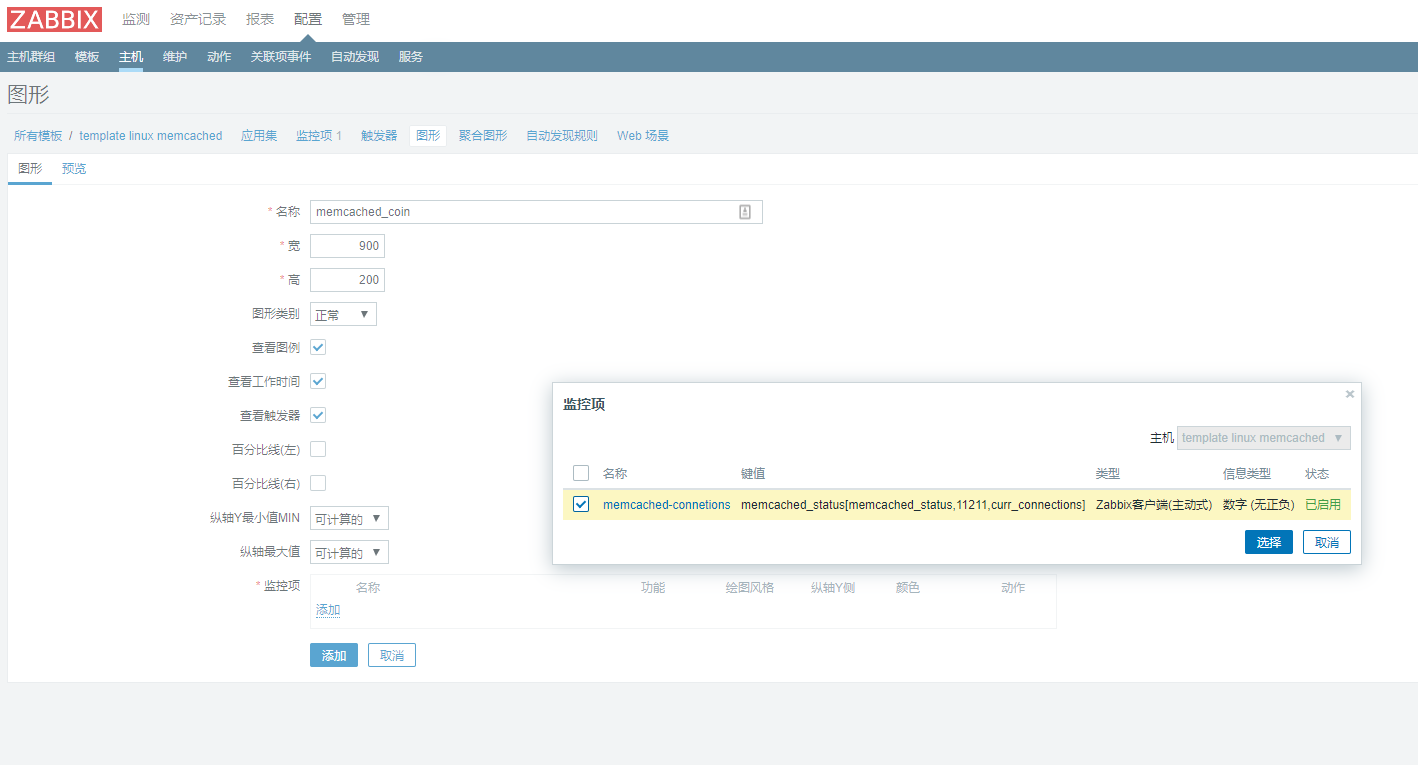 ZABBIX 监测 资产记录 报表 配置 管理
主机群组 模板 主机 维护 动作 关联项事件 自动发现 服务
图形
所有模板 / template linux memcached 应用集 监控项 1 触发器 图形 聚合图形 自动发现规则 Web 场景
图形 预览
* 名称 memcached_coin
* 宽 900
* 高 200
图形类别 正常
查看图例
查看工作时间
查看触发器
百分比线(左)
百分比线(右)
纵轴Y最小值MIN 可计算的
纵轴最大值 可计算的
* 监控项 名称 功能 绘图风格 纵轴Y侧 颜色 动作
添加
添加 取消
监控项
主机 template linux memcached
名称 键值 类型 信息类型 状态
memcached-connetions memcached_status[memcached_status,11211,curr_connections] Zabbix客户端(主动式) 数字 (无正负) 已启用
选择 取消